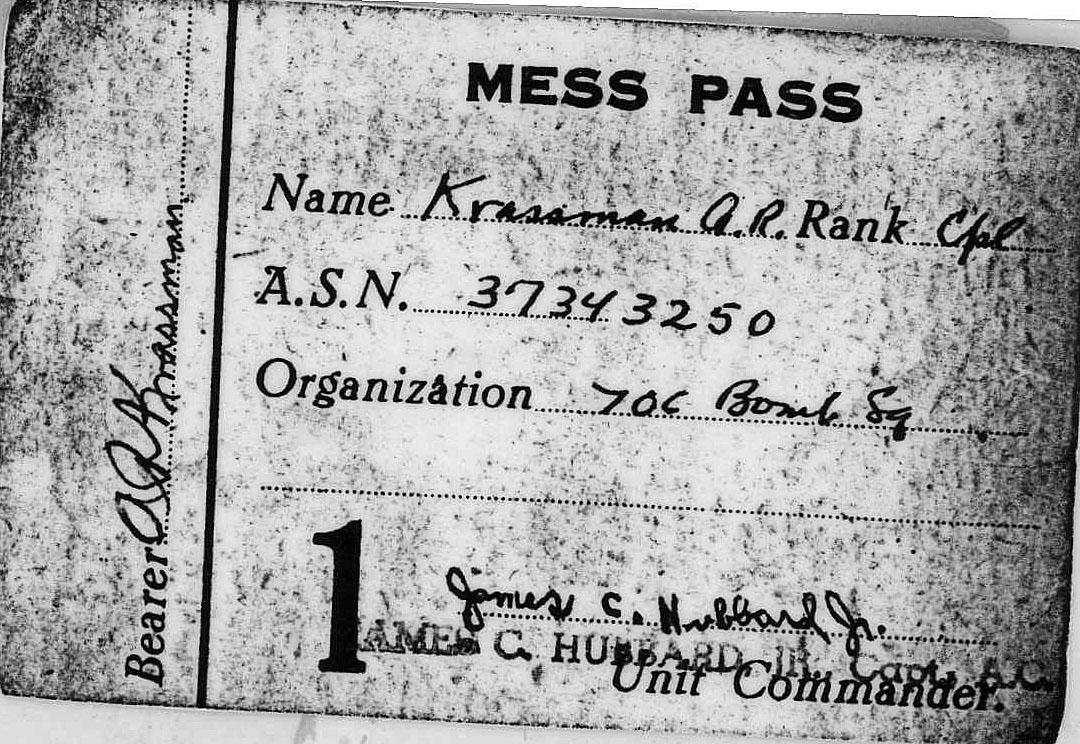 MESS PASS
Name Krassman A.R. Rank Cpl
A.S.N. 37343250
Organization 706 Bomb Sq
1
James C. Hubbard Jr.
JAMES C. HUBBARD, JR. Capt. A.C.
Unit Commander.
Bearer A R Krassman